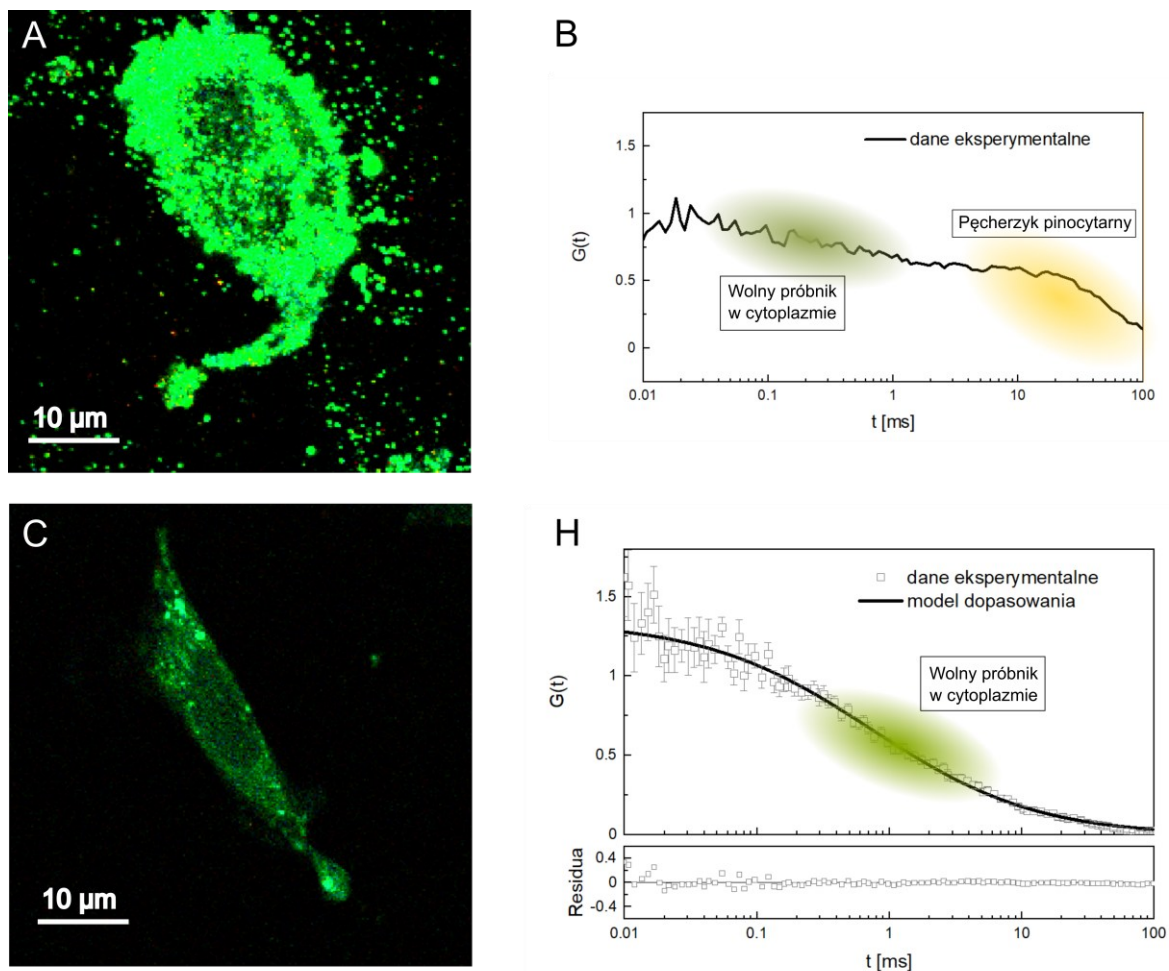 A
10 µm
B
dane eksperymentalne
Pęcherzyk pinocytarny
Wolny próbnik
w cytoplazmie
G(t)
1.5
1
0.5
0
0.01
0.1
1
10
100
t [ms]
C
10 µm
H
dane eksperymentalne
model dopasowania
Wolny próbnik
w cytoplazmie
G(t)
1.5
1
0.5
0
Residua
0.4
0
-0.4
0.01
0.1
1
10
100
t [ms]